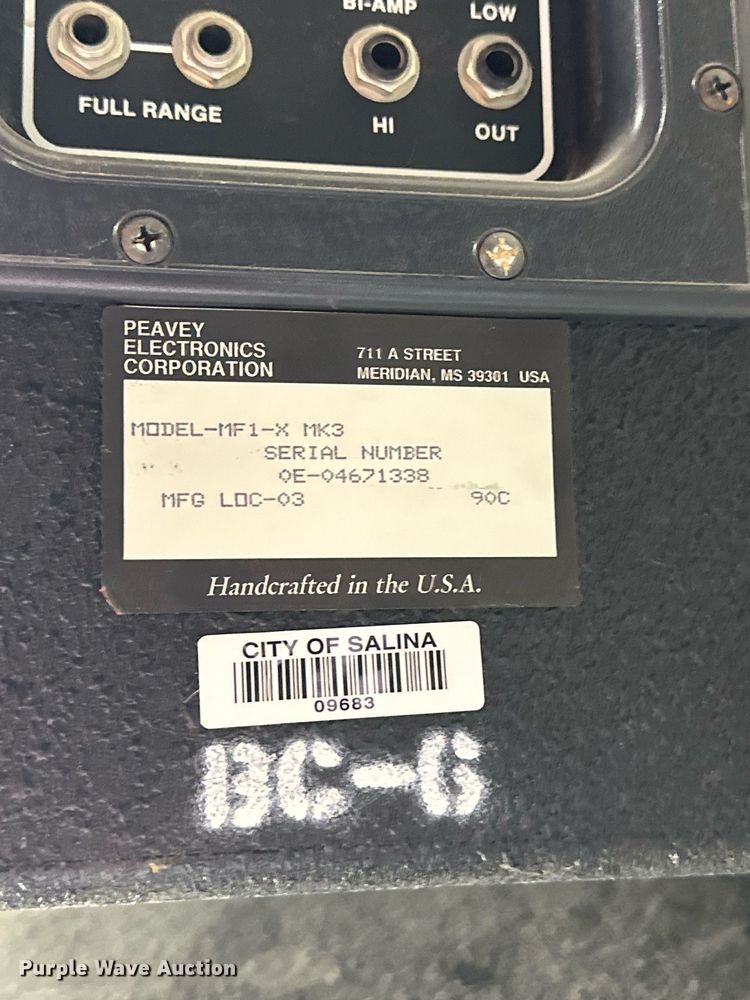 BI-AMP LOW
FULL RANGE
HI OUT
PEAVEY
ELECTRONICS
CORPORATION
711 A STREET
MERIDIAN, MS 39301 USA
MODEL-MF1-X MK3
SERIAL NUMBER
0E-04671338
MFG LOC-03 90C
Handcrafted in the U.S.A.
CITY OF SALINA
09683
BC-G
Purple Wave Auction